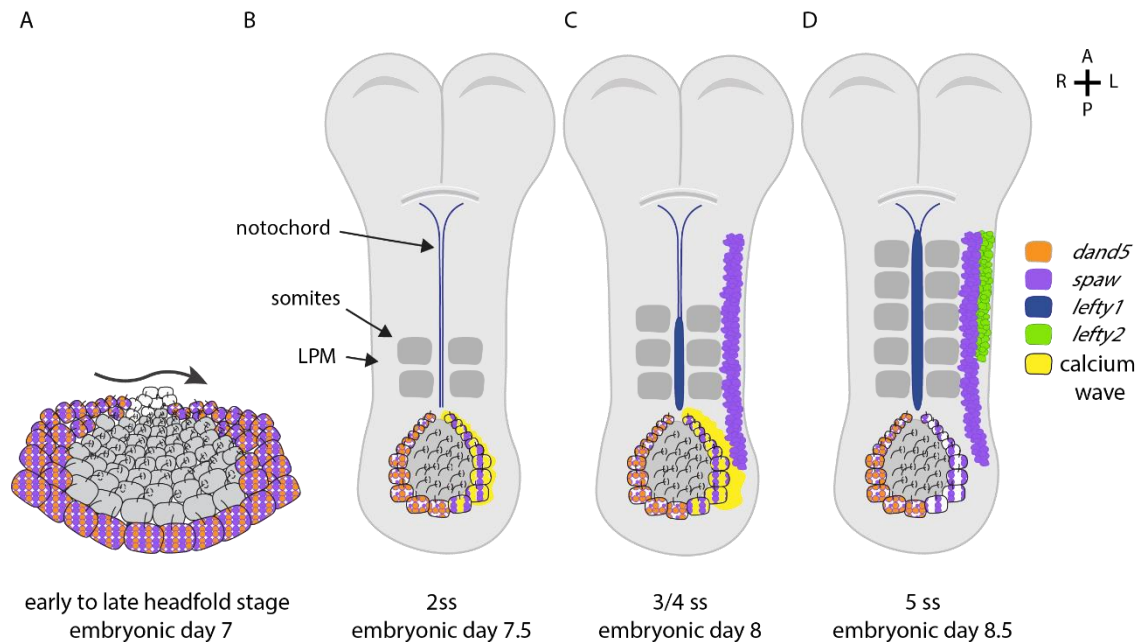 A
B
C
D
A
R L
P
notochord
somites
LPM
dand5
spaw
lefty1
lefty2
calcium
wave
early to late headfold stage
embryonic day 7
2ss
embryonic day 7.5
3/4 ss
embryonic day 8
5 ss
embryonic day 8.5